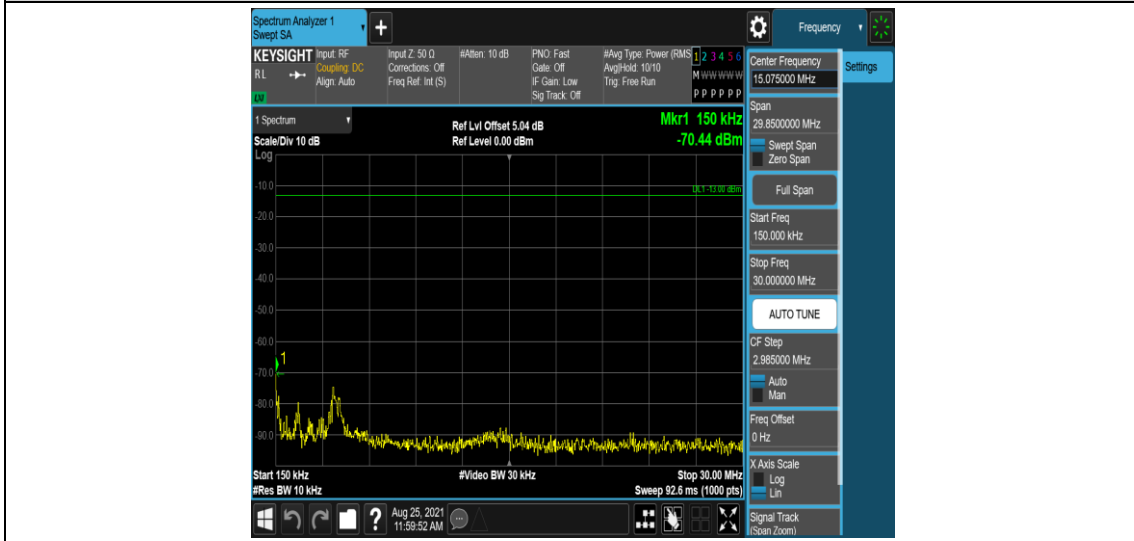 Spectrum Analyzer 1
Swept SA
+
Frequency
KEYSIGHT
RL
LXI
Input: RF
Coupling: DC
Align: Auto
Input Z: 50 Ω
Corrections: Off
Freq Ref: Int (S)
#Atten: 10 dB
PNO: Fast
Gate: Off
IF Gain: Low
Sig Track: Off
#Avg Type: Power (RMS
Avg|Hold: 10/10
Trig: Free Run
1 2 3 4 5 6
M W W W W W
P P P P P P
1 Spectrum
Scale/Div 10 dB
Log
Ref Lvl Offset 5.04 dB
Ref Level 0.00 dBm
Mkr1 150 kHz
-70.44 dBm
DL1 -13.00 dBm
-10.0
-20.0
-30.0
-40.0
-50.0
-60.0
-70.0
-80.0
-90.0
1
Start 150 kHz
#Res BW 10 kHz
#Video BW 30 kHz
Stop 30.00 MHz
Sweep 92.6 ms (1000 pts)
?
Aug 25, 2021
11:59:52 AM
Center Frequency
15.075000 MHz
Settings
Span
29.8500000 MHz
Swept Span
Zero Span
Full Span
Start Freq
150.000 kHz
Stop Freq
30.000000 MHz
AUTO TUNE
CF Step
2.985000 MHz
Auto
Man
Freq Offset
0 Hz
X Axis Scale
Log
Lin
Signal Track
(Span Zoom)